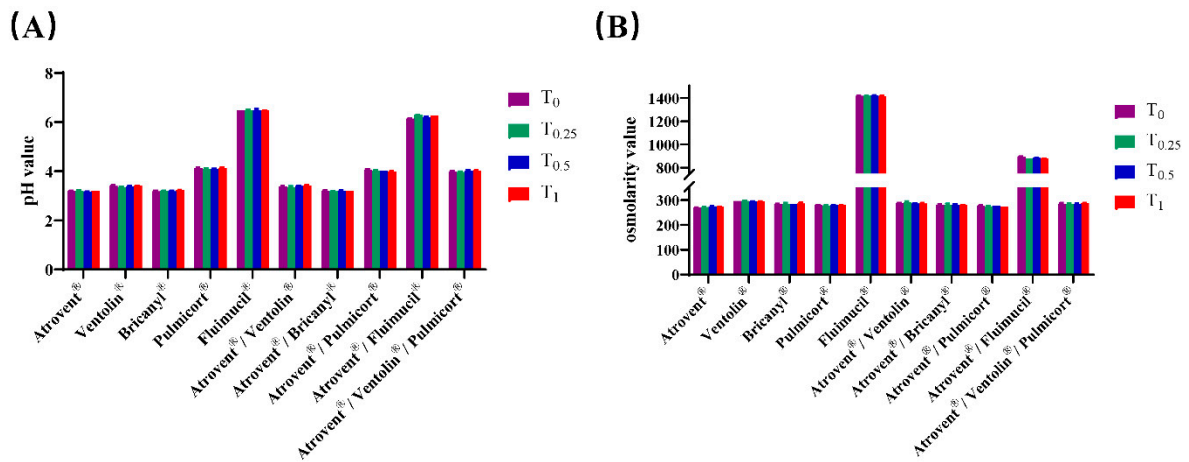 (A)
pH value
8
6
4
2
0
Atrovent®
Ventolin®
Bricanyl®
Pulmicort®
Fluimucil®
Atrovent® / Ventolin®
Atrovent® / Bricanyl®
Atrovent® / Pulmicort®
Atrovent® / Fluimucil®
Atrovent® / Ventolin® / Pulmicort®
T0
T0.25
T0.5
T1
(B)
osmolarity value
1400
1200
1000
800
300
200
100
0
Atrovent®
Ventolin®
Bricanyl®
Pulmicort®
Fluimucil®
Atrovent® / Ventolin®
Atrovent® / Bricanyl®
Atrovent® / Pulmicort®
Atrovent® / Fluimucil®
Atrovent® / Ventolin® / Pulmicort®
T0
T0.25
T0.5
T1